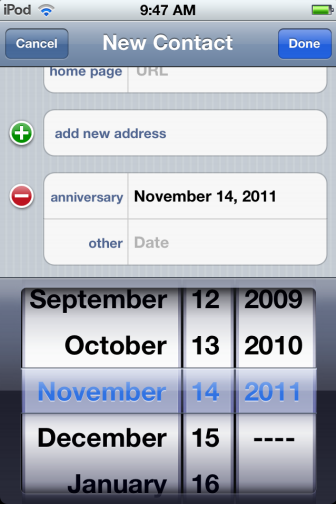 iPod 9:47 AM
Cancel New Contact Done
home page URL
add new address
anniversary November 14, 2011
other Date
September 12 2009
October 13 2010
November 14 2011
December 15 ----
January 16